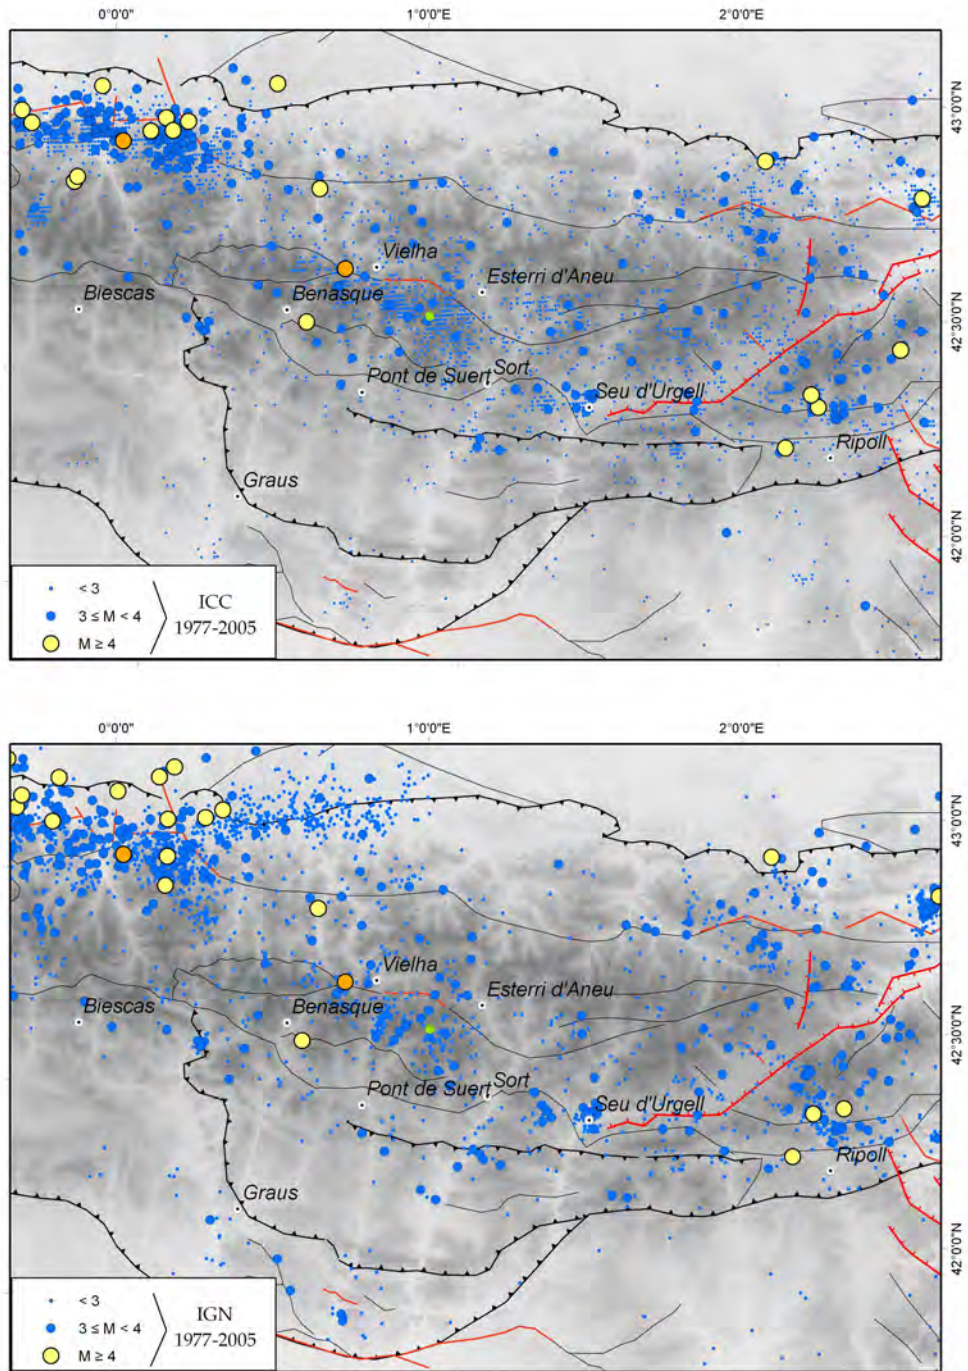 0°0'0" 1°0'0"E 2°0'0"E
43°0'0"N
Vielha
Esterri d'Aneu
Biescas
Benasque
42°30'0"N
Sort
Pont de Suert
Seu d'Urgell
Ripoll
Graus
42°0'0"N
< 3
3 ≤ M < 4
M ≥ 4
ICC
1977-2005
0°0'0" 1°0'0"E 2°0'0"E
43°0'0"N
Vielha
Esterri d'Aneu
Biescas
Benasque
42°30'0"N
Sort
Pont de Suert
Seu d'Urgell
Ripoll
Graus
42°0'0"N
< 3
3 ≤ M < 4
M ≥ 4
IGN
1977-2005